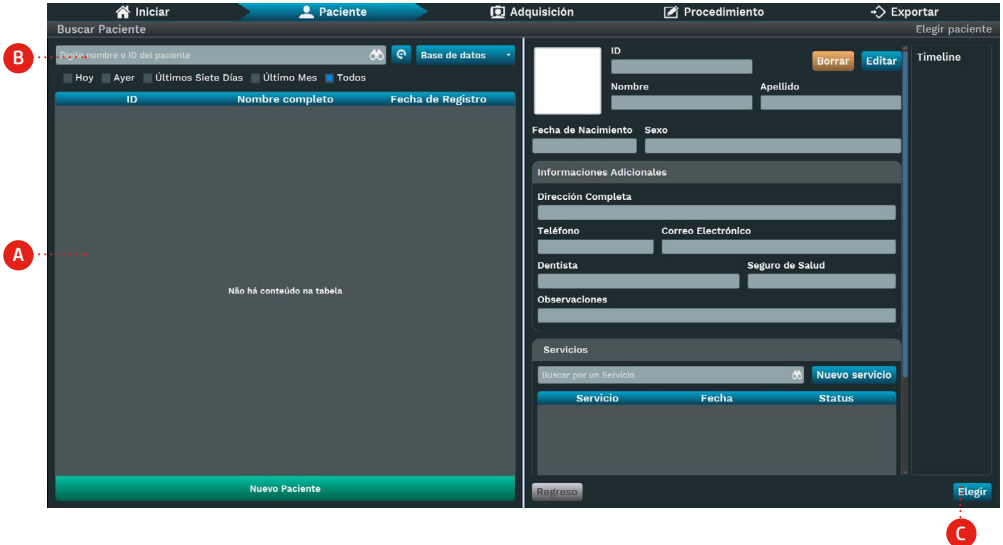 Iniciar
Paciente
Adquisición
Procedimiento
Exportar
Buscar Paciente
Elegir paciente
B
Digite nombre o ID del paciente
Base de datos
Hoy Ayer Últimos Siete Días Último Mes Todos
ID Nombre completo Fecha de Registro
A
Não há conteúdo na tabela
Nuevo Paciente
ID
Borrar Editar
Nombre Apellido
Fecha de Nacimiento Sexo
Informaciones Adicionales
Dirección Completa
Teléfono Correo Electrónico
Dentista Seguro de Salud
Observaciones
Servicios
Buscar por un Servicio
Nuevo servicio
Servicio Fecha Status
Regreso
Timeline
Elegir
C